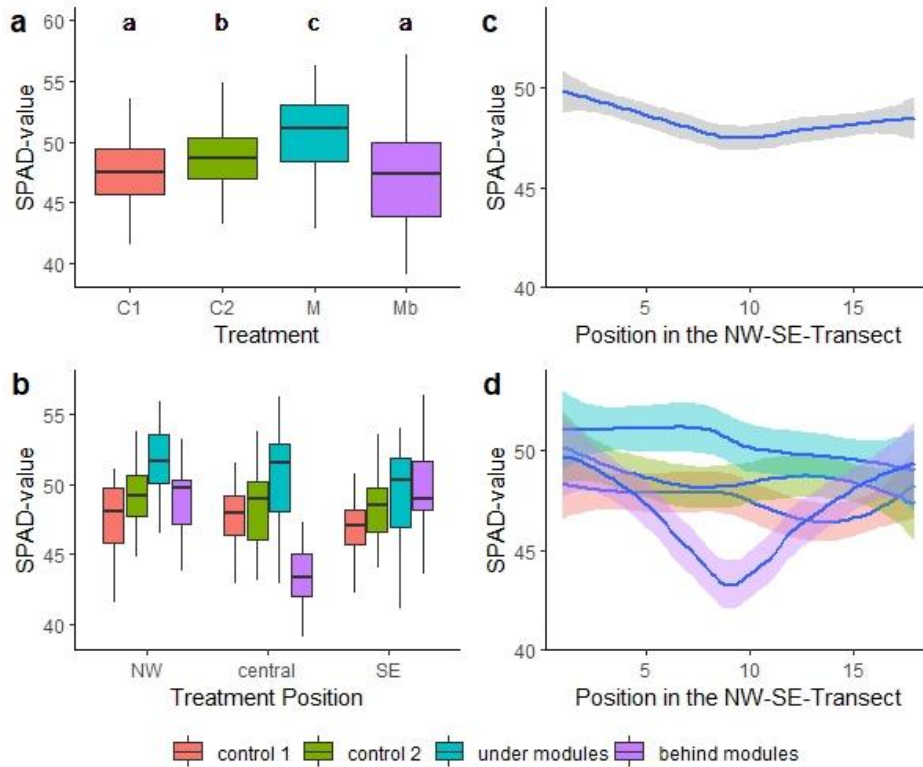 a
a b c a
60
55
50
45
40
SPAD-value
C1 C2 M Mb
Treatment
c
50
45
40
SPAD-value
5 10 15
Position in the NW-SE-Transect
b
55
50
45
40
SPAD-value
NW central SE
Treatment Position
d
50
45
40
SPAD-value
5 10 15
Position in the NW-SE-Transect
control 1 control 2 under modules behind modules